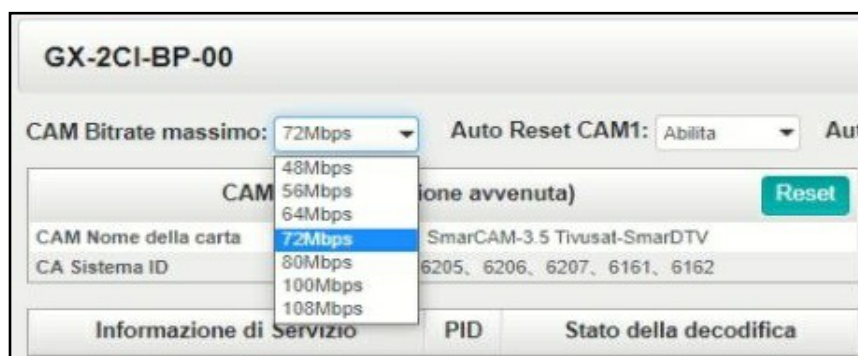 GX-2CI-BP-00
CAM Bitrate massimo: 72Mbps Auto Reset CAM1: Abilita Aut
48Mbps
CAM 56Mbps ione avvenuta) Reset
64Mbps
CAM Nome della carta 72Mbps SmarCAM-3.5 Tivusat-SmarDTV
CA Sistema ID 80Mbps 6205、6206、6207、6161、6162
100Mbps
108Mbps
Informazione di Servizio PID Stato della decodifica